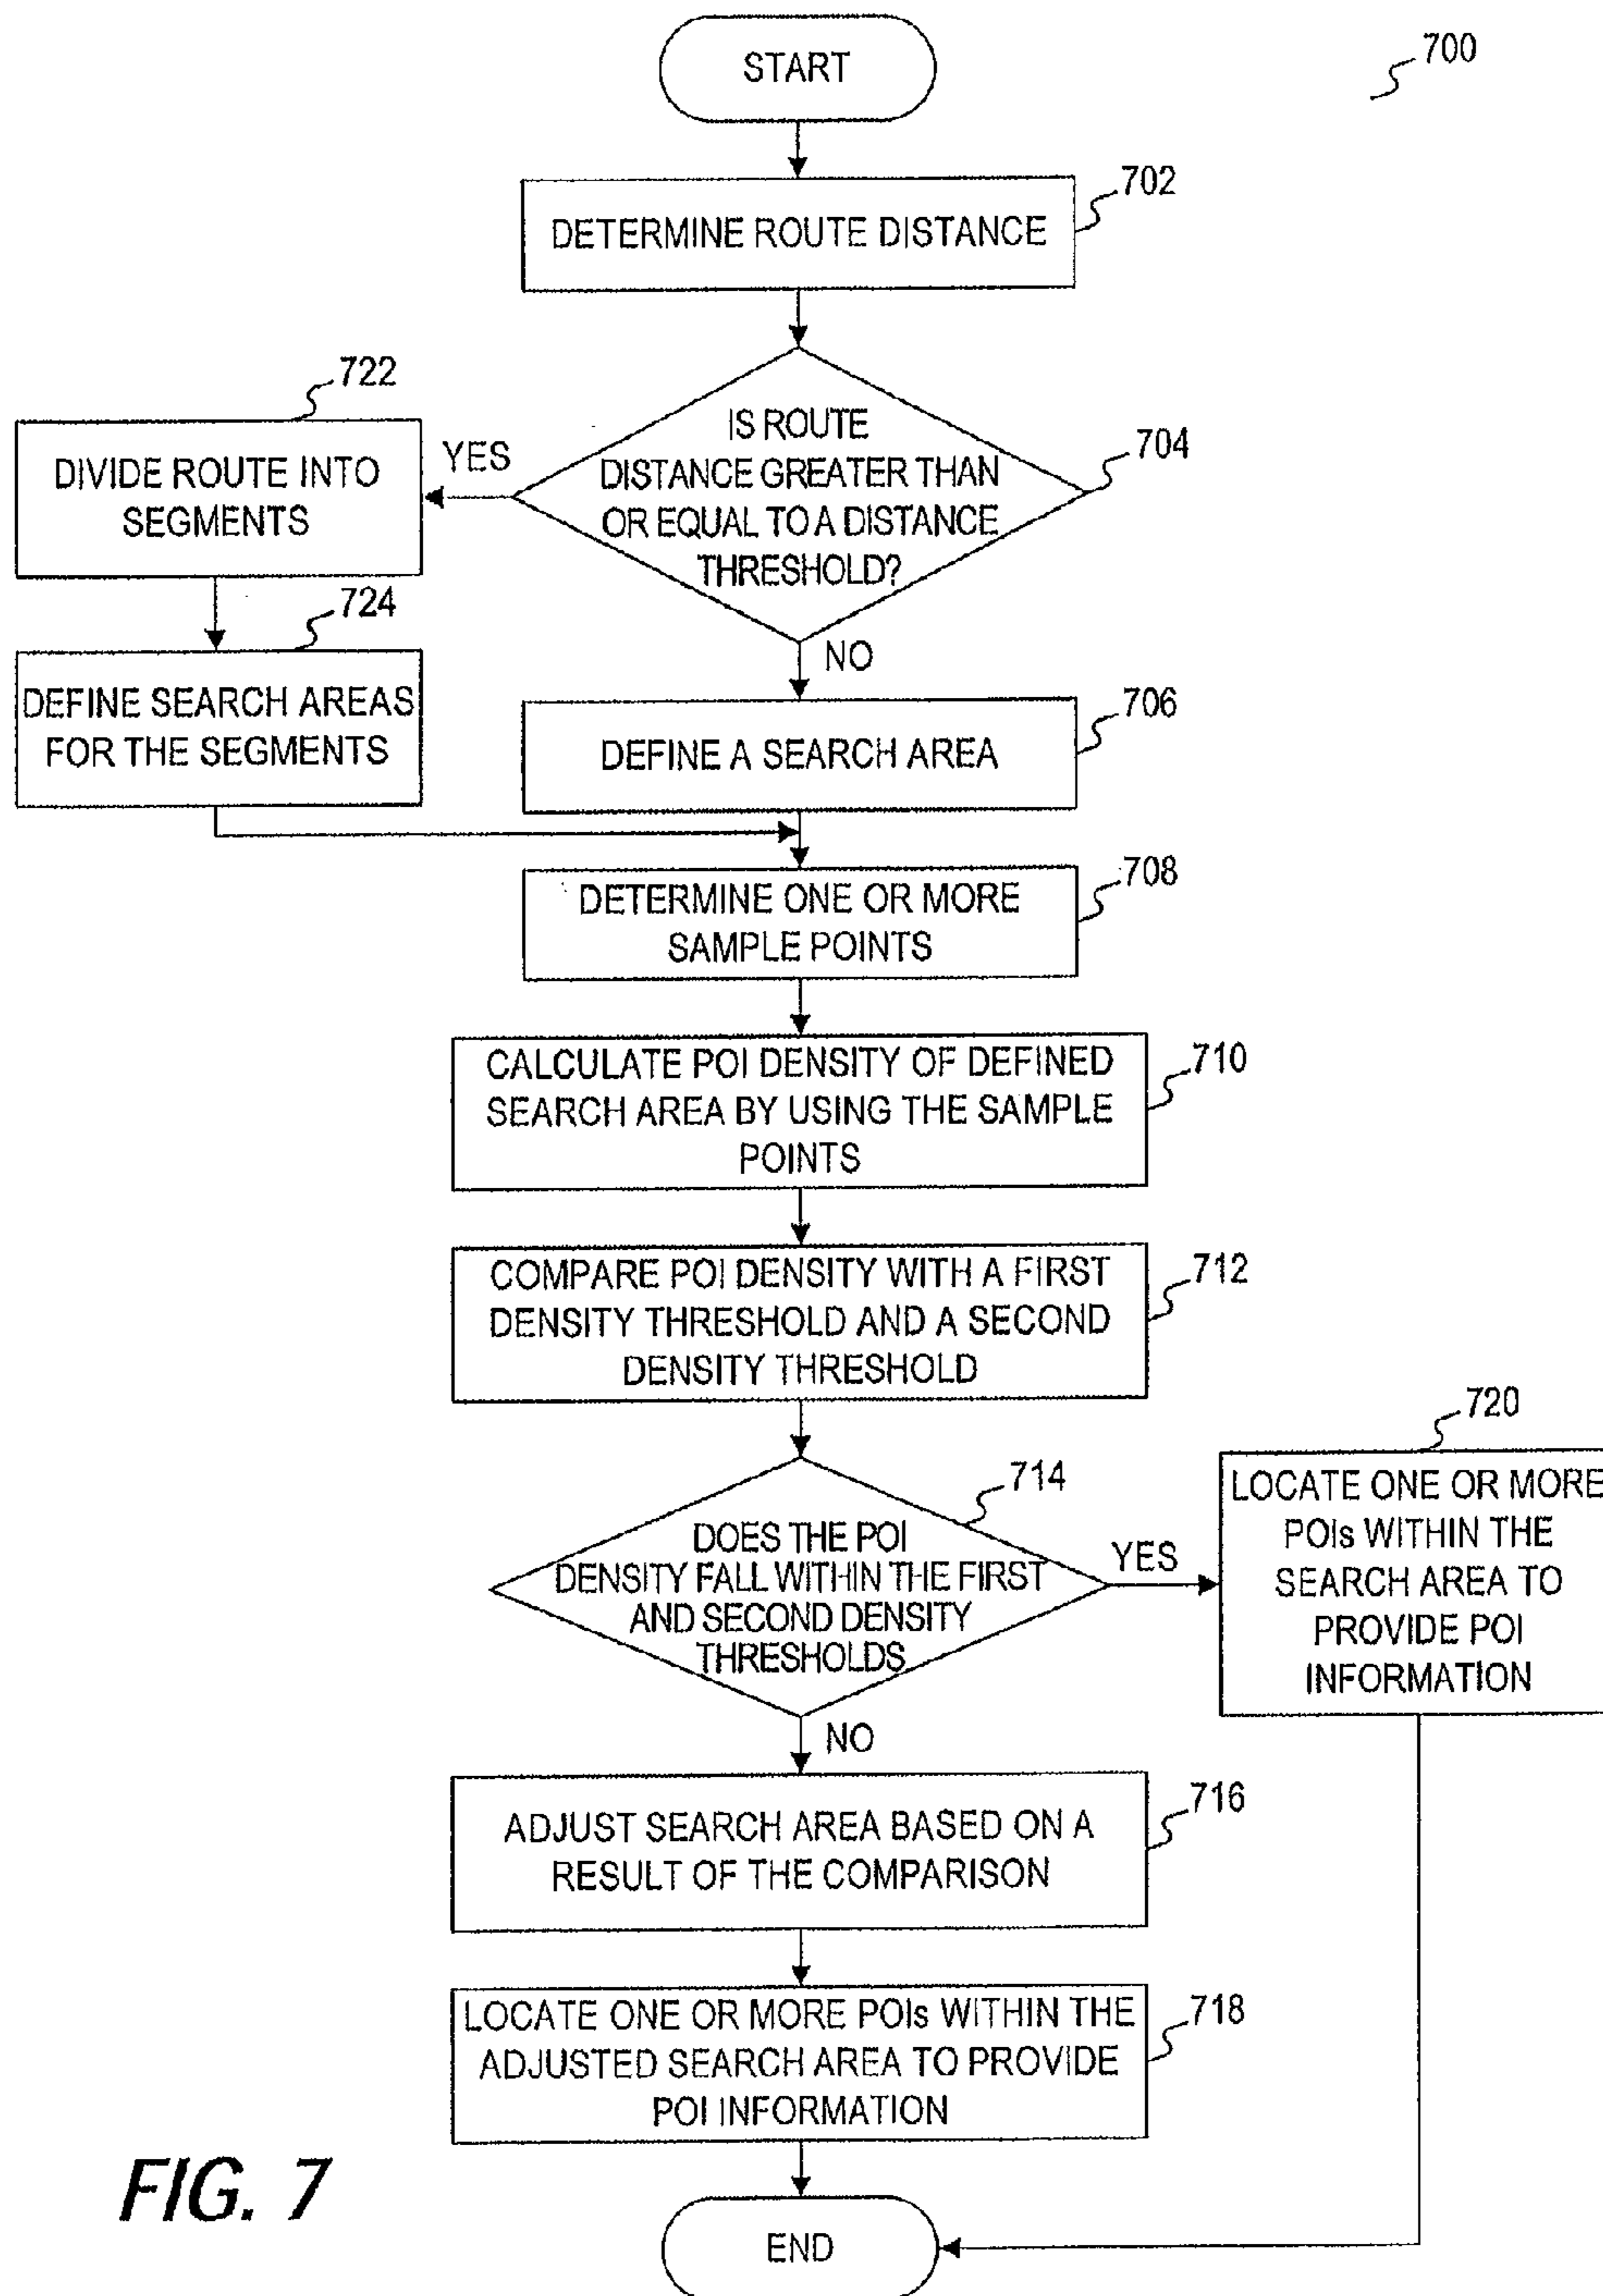 START
700
702
DETERMINE ROUTE DISTANCE
722
DIVIDE ROUTE INTO
SEGMENTS
YES
IS ROUTE
DISTANCE GREATER THAN
OR EQUAL TO A DISTANCE
THRESHOLD?
704
724
DEFINE SEARCH AREAS
FOR THE SEGMENTS
NO
706
DEFINE A SEARCH AREA
708
DETERMINE ONE OR MORE
SAMPLE POINTS
710
CALCULATE POI DENSITY OF DEFINED
SEARCH AREA BY USING THE SAMPLE
POINTS
712
COMPARE POI DENSITY WITH A FIRST
DENSITY THRESHOLD AND A SECOND
DENSITY THRESHOLD
714
DOES THE POI
DENSITY FALL WITHIN THE FIRST
AND SECOND DENSITY
THRESHOLDS
YES
720
LOCATE ONE OR MORE
POIs WITHIN THE
SEARCH AREA TO
PROVIDE POI
INFORMATION
NO
716
ADJUST SEARCH AREA BASED ON A
RESULT OF THE COMPARISON
718
LOCATE ONE OR MORE POIs WITHIN THE
ADJUSTED SEARCH AREA TO PROVIDE
POI INFORMATION
END
FIG. 7